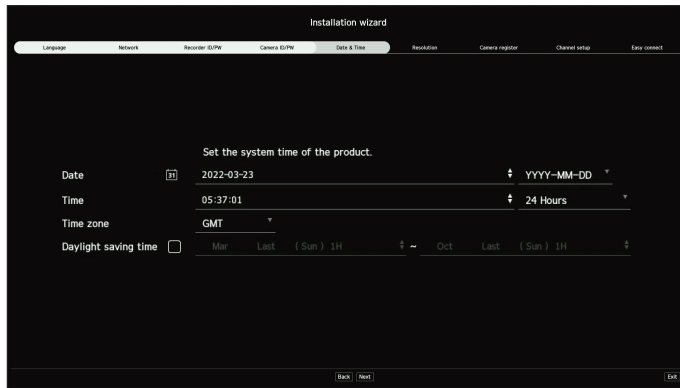 Installation wizard
Language Network Recorder ID/PW Camera ID/PW Date & Time Resolution Camera register Channel setup Easy connect
Set the system time of the product.
Date 31 2022-03-23 YYYY-MM-DD
Time 05:37:01 24 Hours
Time zone GMT
Daylight saving time Mar Last ( Sun ) 1H ~ Oct Last ( Sun ) 1H
Back Next Exit